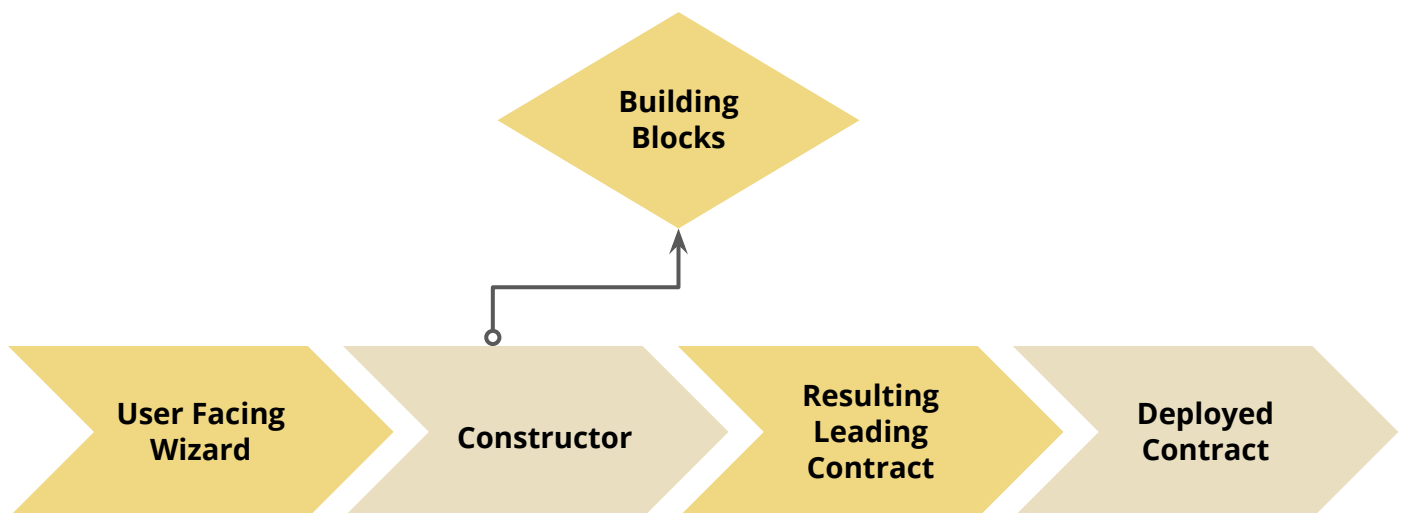 Building
Blocks
User Facing
Wizard
Constructor
Resulting
Leading
Contract
Deployed
Contract